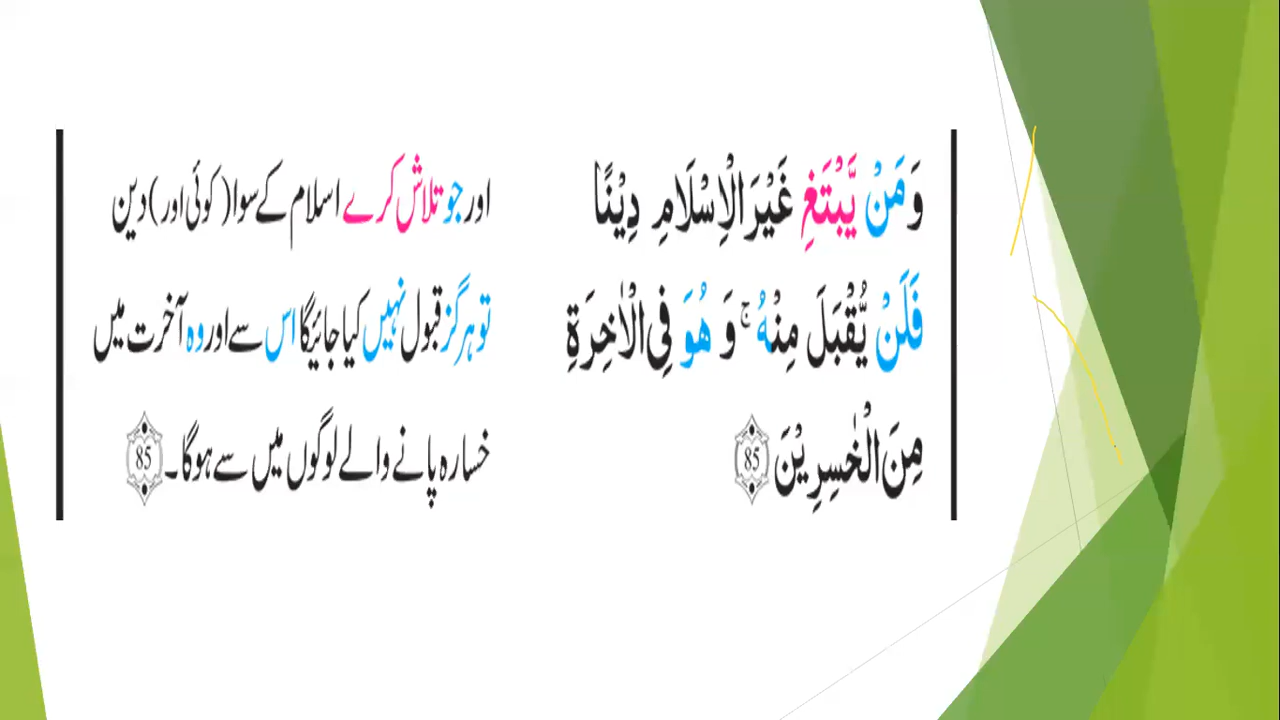 وَمَنْ يَّبْتَغِ غَيْرَ الْاِسْلَامِ دِيْنًا
فَلَنْ يُّقْبَلَ مِنْهُ ۚ وَ هُوَ فِي الْاٰخِرَةِ
مِنَ الْخٰسِرِيْنَ 85
اور جو تلاش کرے اسلام کے سوا (کوئی اور) دین
تو ہرگز قبول نہیں کیا جائیگا اس سے اور وہ آخرت میں
خسارہ پانے والے لوگوں میں سے ہوگا۔ 85